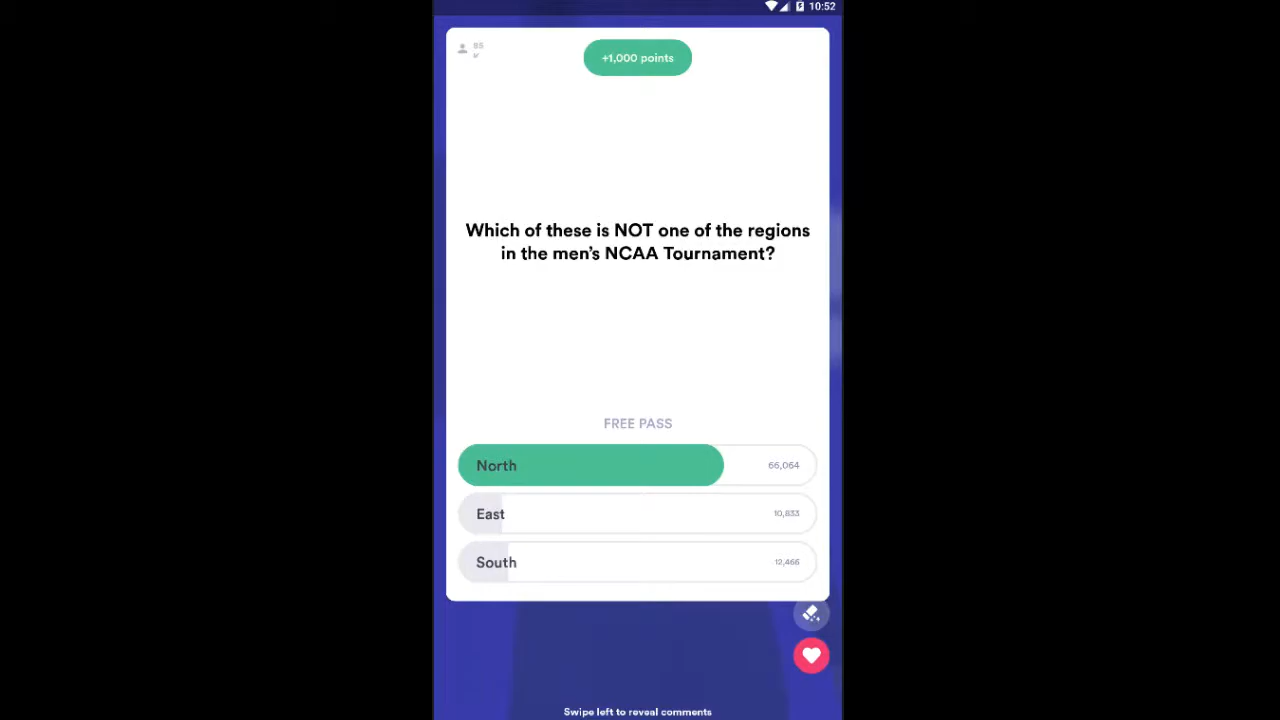 10:52
85
K
+1,000 points
Which of these is NOT one of the regions
in the men's NCAA Tournament?
FREE PASS
North 66,064
East 10,833
South 12,466
Swipe left to reveal comments